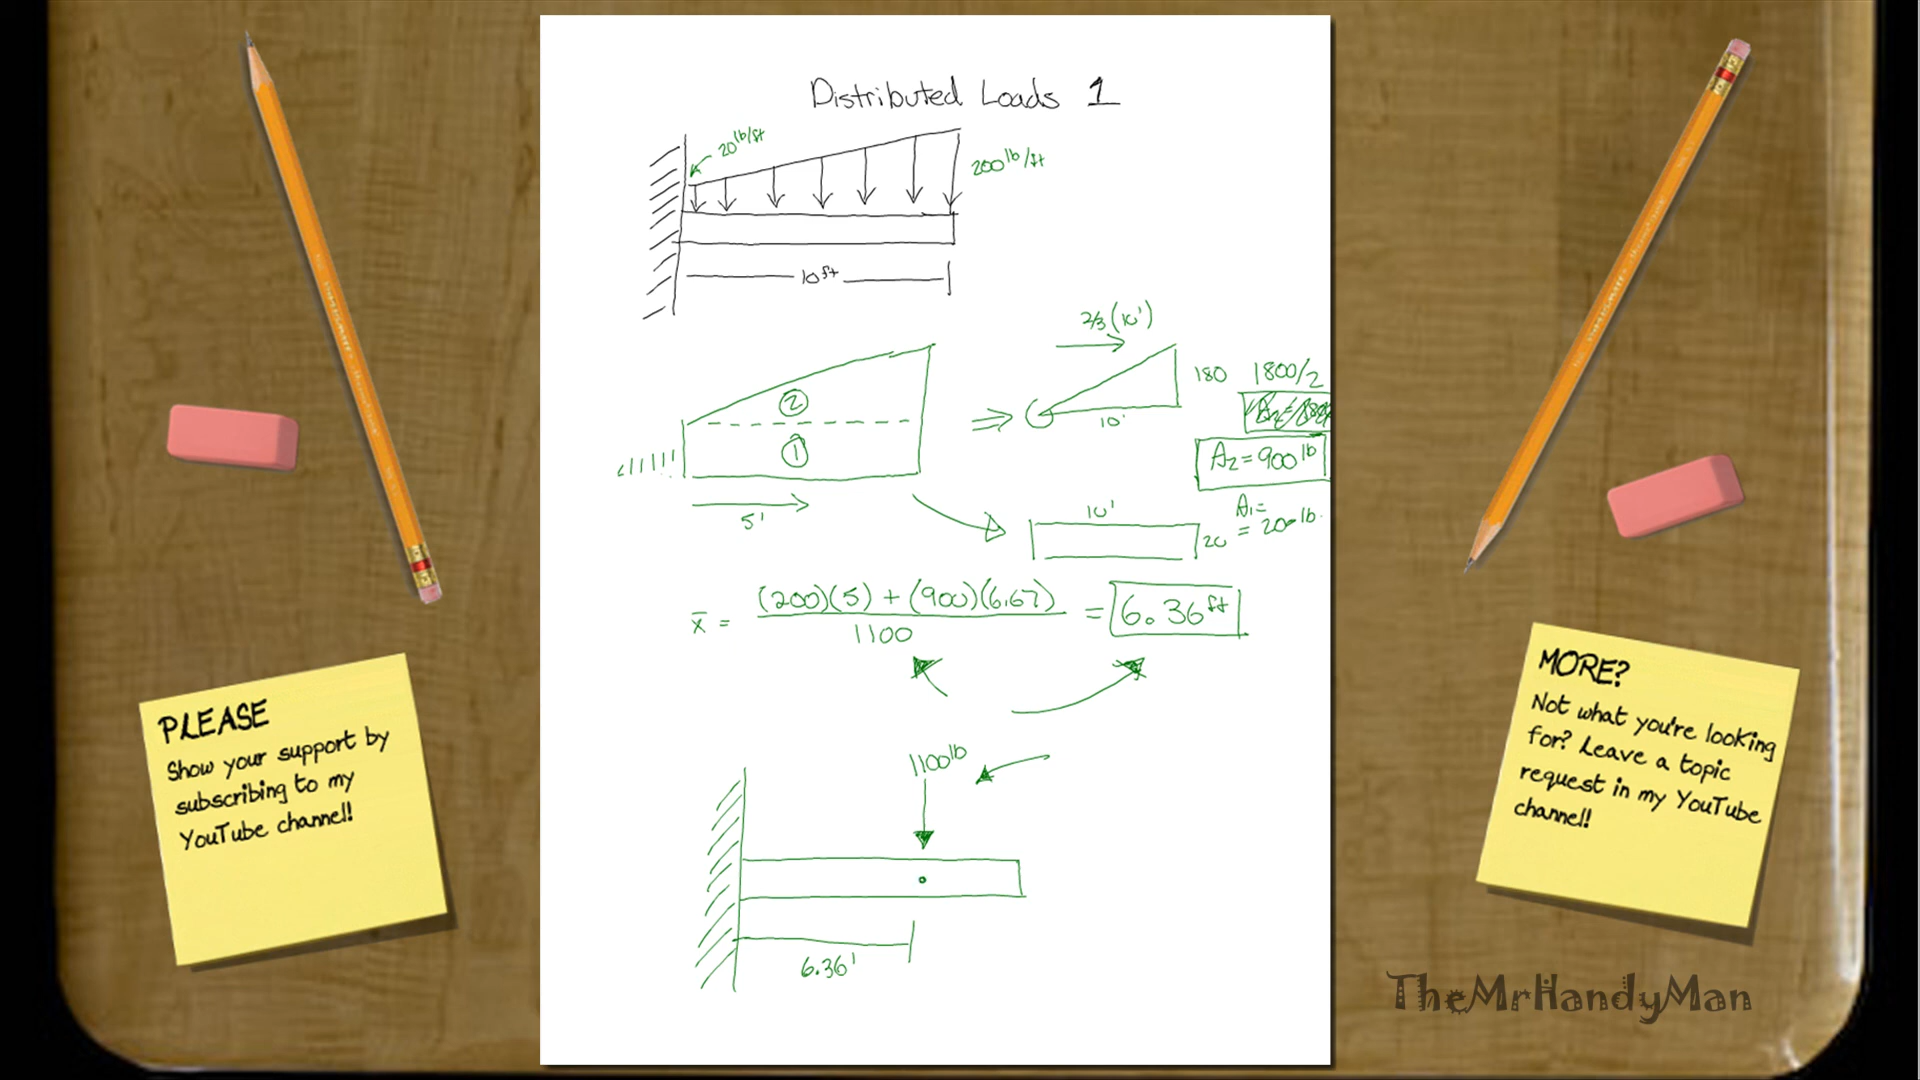 Distributed Loads 1
20 lb/ft
200 lb/ft
10 ft
2/3 (10')
180
1800/2
10'
②
①
A₂ = 900 lb
5'
10'
20
A₁ =
= 200 lb
x̄ = (200)(5) + (900)(6.67) / 1100 = 6.36 ft
1100 lb
6.36'
PLEASE
Show your support by
subscribing to my
YouTube channel!
MORE?
Not what you're looking
for? Leave a topic
request in my YouTube
channel!
TheMrHandyMan